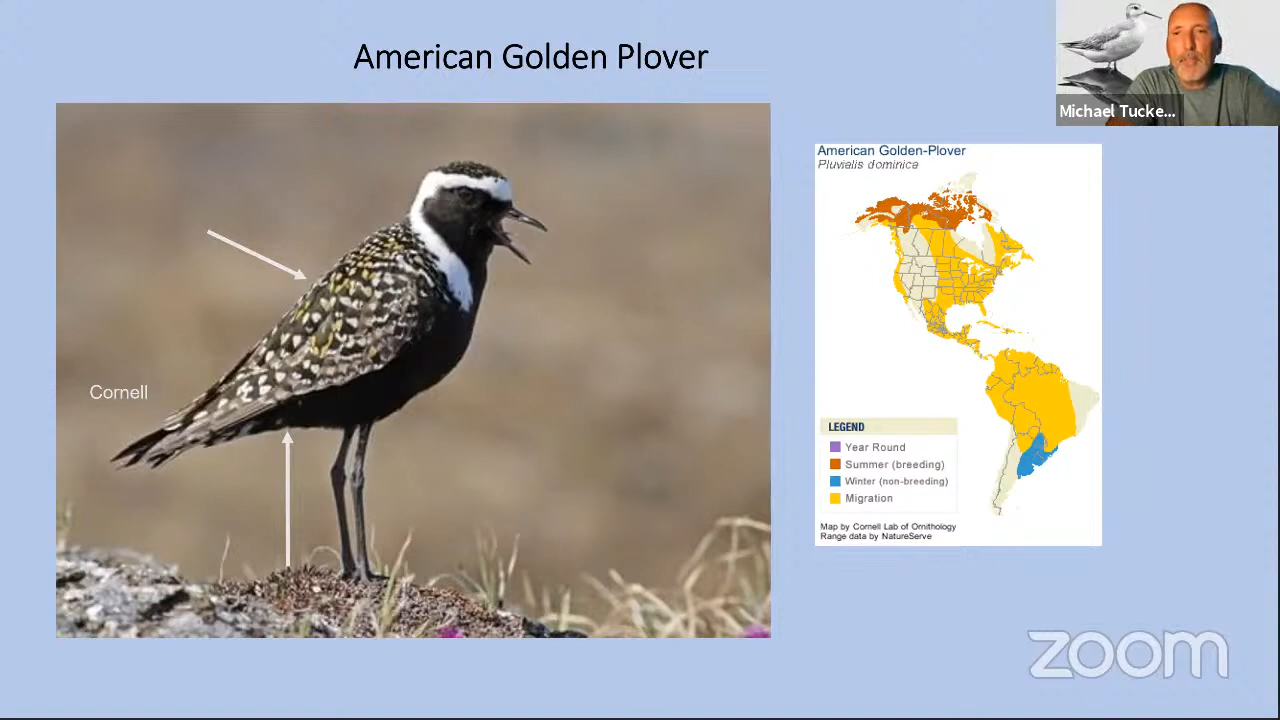 American Golden Plover
Michael Tucke...
American Golden-Plover
Pluvialis dominica
Cornell
LEGEND
Year Round
Summer (breeding)
Winter (non-breeding)
Migration
Map by Cornell Lab of Ornithology
Range data by NatureServe
zoom